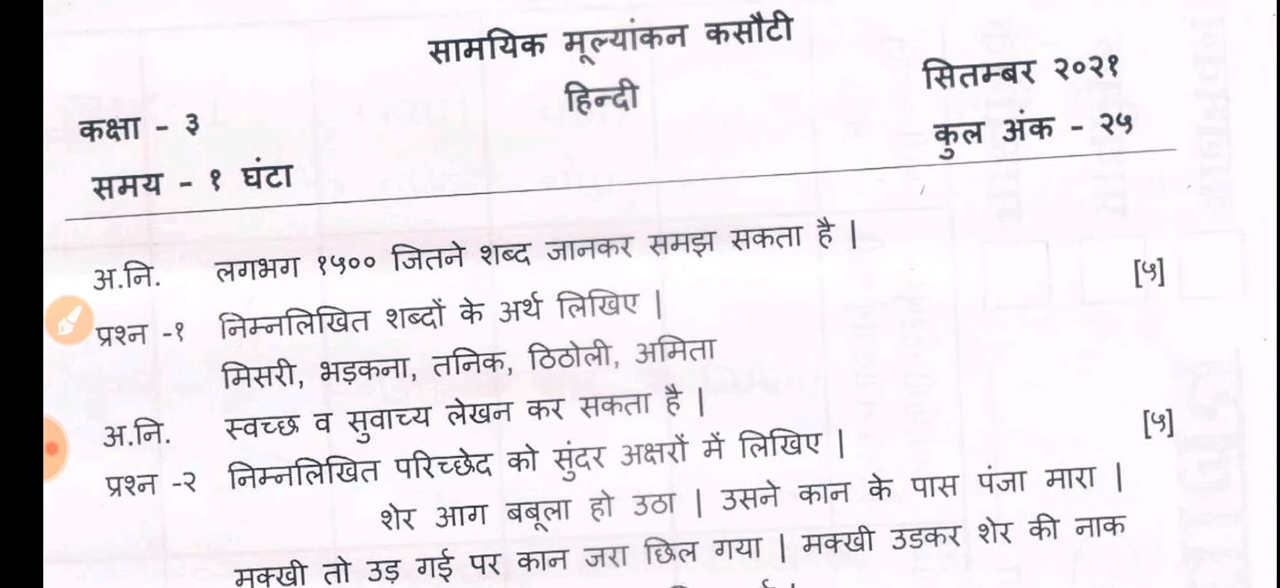 सामयिक मूल्यांकन कसौटी
हिन्दी
सितम्बर २०२१
कक्षा - ३
कुल अंक - २५
समय - १ घंटा
अ.नि. लगभग १५०० जितने शब्द जानकर समझ सकता है |
प्रश्न -१ निम्नलिखित शब्दों के अर्थ लिखिए | [५]
मिसरी, भड़कना, तनिक, ठिठोली, अमिता
अ.नि. स्वच्छ व सुवाच्य लेखन कर सकता है |
प्रश्न -२ निम्नलिखित परिच्छेद को सुंदर अक्षरों में लिखिए | [५]
शेर आग बबूला हो उठा | उसने कान के पास पंजा मारा |
मक्खी तो उड़ गई पर कान जरा छिल गया | मक्खी उडकर शेर की नाक